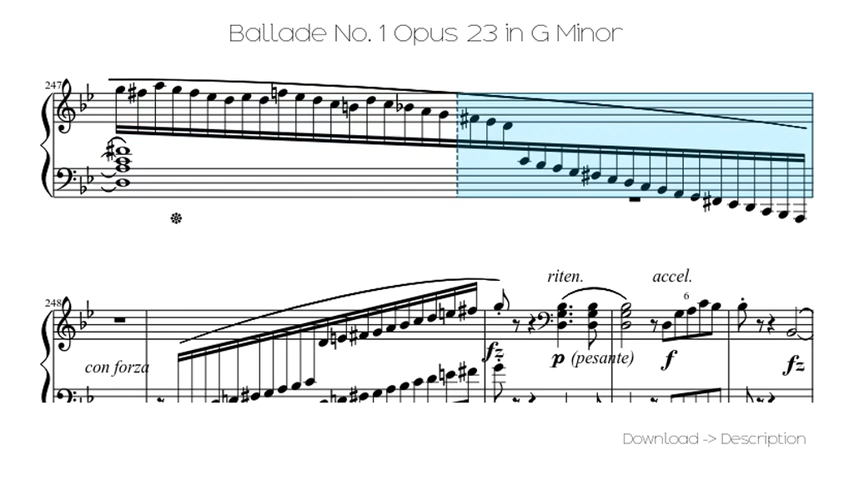 Ballade No. 1 Opus 23 in G Minor
247
riten. accel.
248
6
con forza
fz p (pesante) f fz
Download -> Description